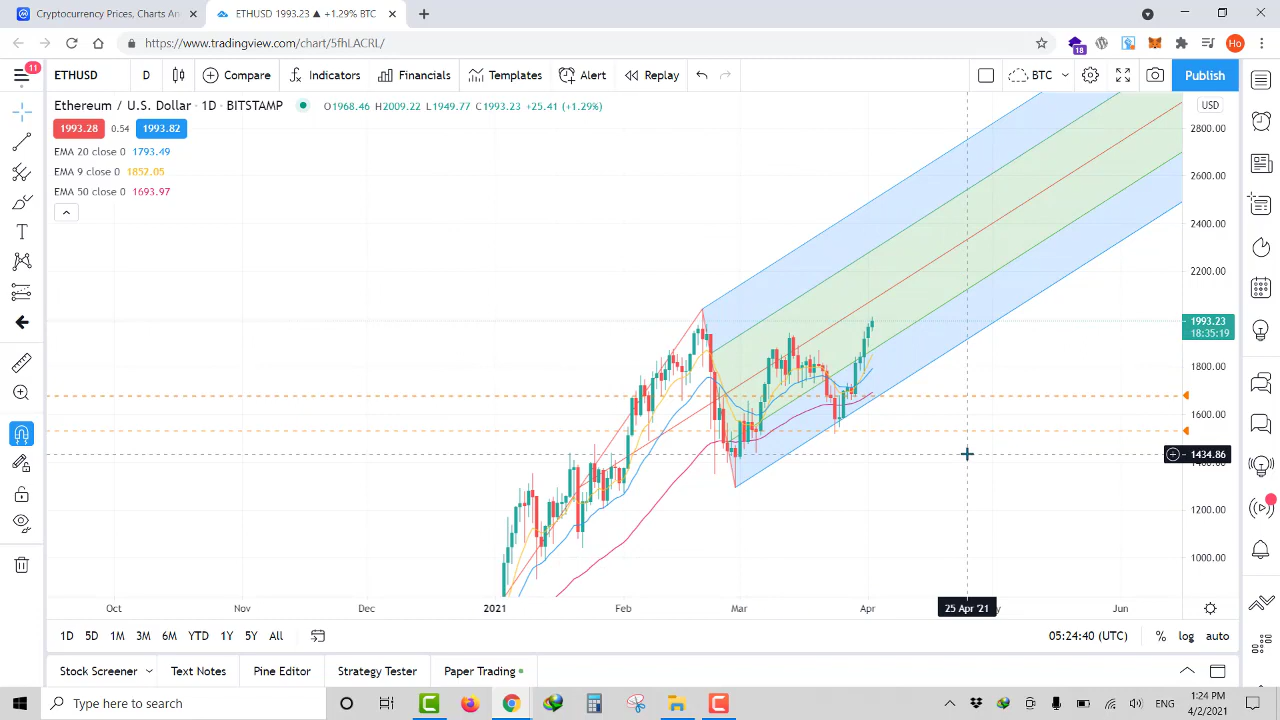 Cryptocurrency Prices, Charts An
ETHUSD 1993.23 ▲ +1.29% BTC
https://www.tradingview.com/chart/5fhLACRL/
18
Ho
11
ETHUSD
D
Compare
Indicators
Financials
Templates
Alert
Replay
BTC
Publish
Ethereum / U.S. Dollar · 1D · BITSTAMP
O1968.46 H2009.22 L1949.77 C1993.23 +25.41 (+1.29%)
USD
1993.28 0.54 1993.82
EMA 20 close 0 1793.49
EMA 9 close 0 1852.05
EMA 50 close 0 1693.97
2800.00
2600.00
2400.00
2200.00
1993.23
18:35:19
1800.00
1600.00
1434.86
1200.00
1000.00
Oct Nov Dec 2021 Feb Mar Apr 25 Apr '21 Jun
1D 5D 1M 3M 6M YTD 1Y 5Y All
05:24:40 (UTC) % log auto
Stock Screener Text Notes Pine Editor Strategy Tester Paper Trading
Type here to search
1:24 PM
4/2/2021